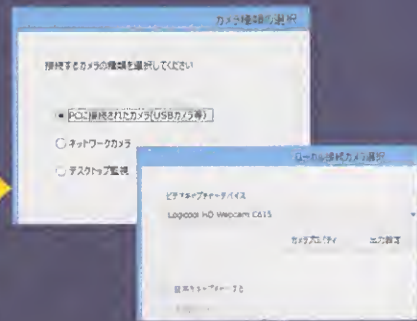 カメラ種類の選択
接続するカメラの種類を選択してください
PCに接続されたカメラ(USBカメラ等)
ネットワークカメラ
デスクトップ監視
ローカル接続カメラ選択
ビデオキャプチャーデバイス
Logicool HD Webcam C615
カメラプロパティ 出力設定